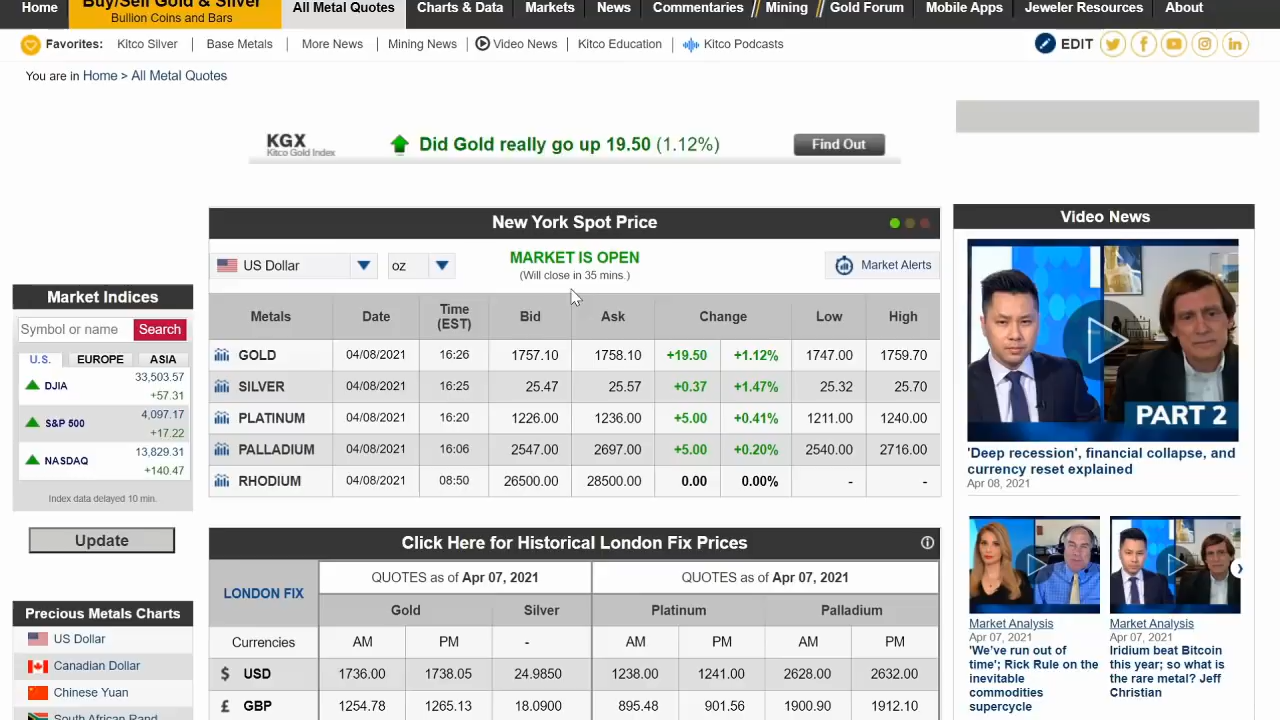 Home Buy/Sell Gold & Silver All Metal Quotes Charts & Data Markets News Commentaries Mining Gold Forum Mobile Apps Jeweler Resources About
Bullion Coins and Bars
Favorites: Kitco Silver Base Metals More News Mining News Video News Kitco Education Kitco Podcasts EDIT
You are in Home > All Metal Quotes
KGX
Kitco Gold Index
Did Gold really go up 19.50 (1.12%)
Find Out
New York Spot Price
US Dollar oz
MARKET IS OPEN
(Will close in 35 mins.)
Market Alerts
Metals Date Time (EST) Bid Ask Change Low High
GOLD 04/08/2021 16:26 1757.10 1758.10 +19.50 +1.12% 1747.00 1759.70
SILVER 04/08/2021 16:25 25.47 25.57 +0.37 +1.47% 25.32 25.70
PLATINUM 04/08/2021 16:20 1226.00 1236.00 +5.00 +0.41% 1211.00 1240.00
PALLADIUM 04/08/2021 16:06 2547.00 2697.00 +5.00 +0.20% 2540.00 2716.00
RHODIUM 04/08/2021 08:50 26500.00 28500.00 0.00 0.00% - -
Click Here for Historical London Fix Prices
LONDON FIX QUOTES as of Apr 07, 2021 QUOTES as of Apr 07, 2021
Gold Silver Platinum Palladium
Currencies AM PM - AM PM AM PM
$ USD 1736.00 1738.05 24.9850 1238.00 1241.00 2628.00 2632.00
£ GBP 1254.78 1265.13 18.0900 895.48 901.56 1900.90 1912.10
Market Indices
Symbol or name Search
U.S. EUROPE ASIA
DJIA 33,503.57
+57.31
S&P 500 4,097.17
+17.22
NASDAQ 13,829.31
+140.47
Index data delayed 10 min.
Update
Precious Metals Charts
US Dollar
Canadian Dollar
Chinese Yuan
South African Rand
Video News
PART 2
'Deep recession', financial collapse, and
currency reset explained
Apr 08, 2021
Market Analysis
Apr 07, 2021
'We've run out of
time'; Rick Rule on the
inevitable
commodities
supercycle
Market Analysis
Apr 07, 2021
Iridium beat Bitcoin
this year; so what is
the rare metal? Jeff
Christian